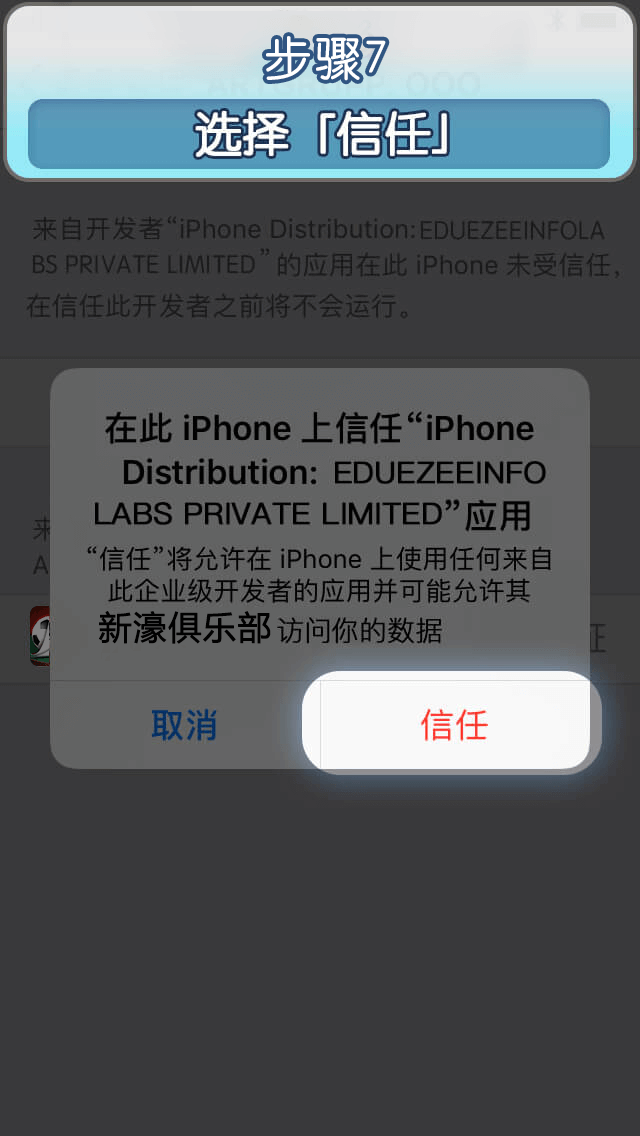 步骤7
选择「信任」
来自开发者“iPhone Distribution:EDUEZEEINFOLA
BS PRIVATE LIMITED”的应用在此 iPhone 未受信任，
在信任此开发者之前将不会运行。
在此 iPhone 上信任“iPhone
Distribution: EDUEZEEINFO
LABS PRIVATE LIMITED”应用
“信任”将允许在 iPhone 上使用任何来自
此企业级开发者的应用并可能允许其
新濠俱乐部 访问你的数据
取消
信任